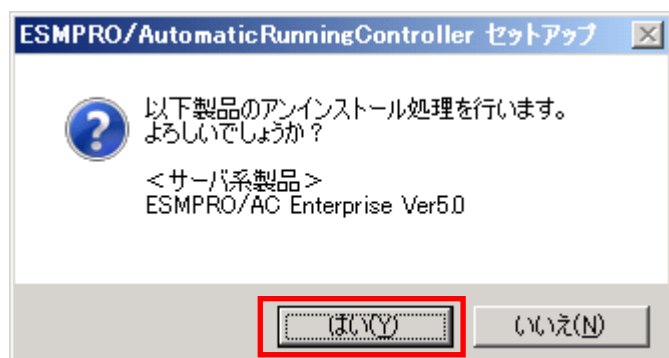 ESMPRO/AutomaticRunningController セットアップ
以下製品のアンインストール処理を行います。
よろしいでしょうか？
＜サーバ系製品＞
ESMPRO/AC Enterprise Ver5.0
はい(Y)
いいえ(N)